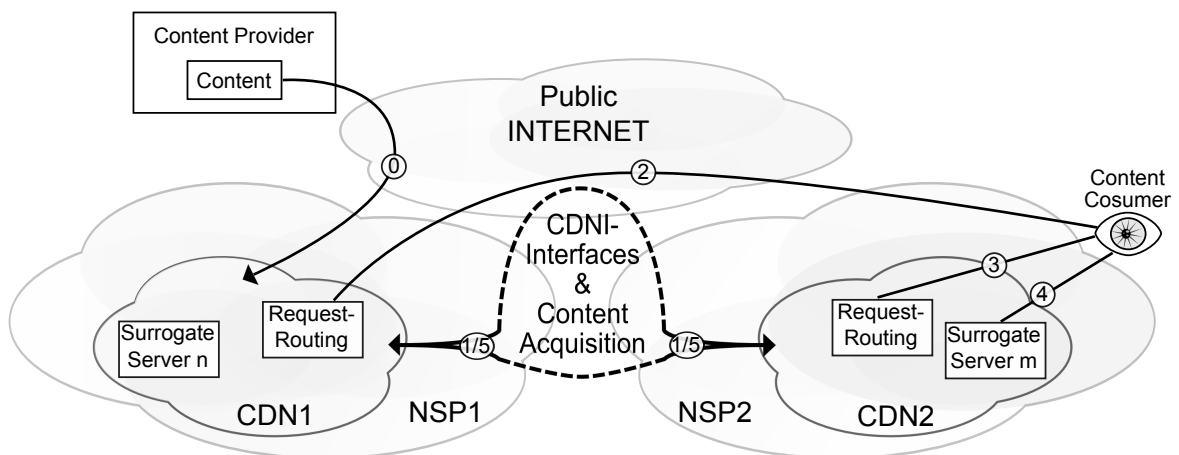 Content Provider
Content
Public
INTERNET
0
2
Content
Cosumer
CDNI-
Interfaces
&
Content
Acquisition
3
4
Request-
Routing
Surrogate
Server n
1/5
1/5
Request-
Routing
Surrogate
Server m
CDN1
NSP1
NSP2
CDN2